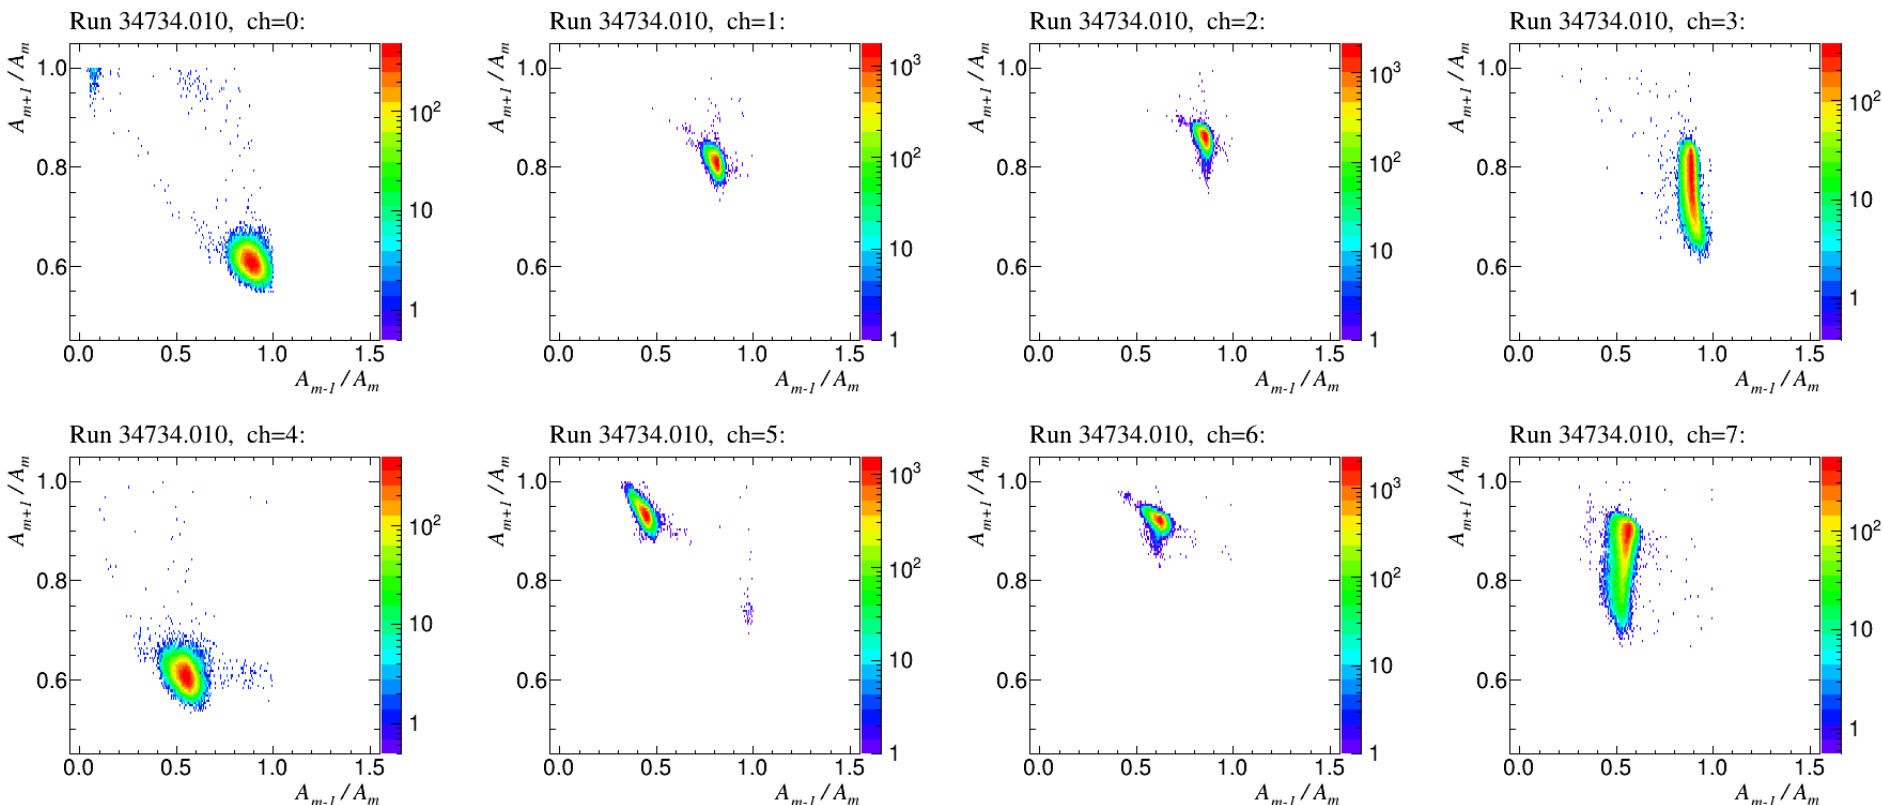 Run 34734.010, ch=0:
A_{m+1} / A_m
1.0
0.8
0.6
0.0 0.5 1.0 1.5
A_{m-1} / A_m
10^2
10
1
Run 34734.010, ch=1:
A_{m+1} / A_m
1.0
0.8
0.6
0.0 0.5 1.0 1.5
A_{m-1} / A_m
10^3
10^2
10
1
Run 34734.010, ch=2:
A_{m+1} / A_m
1.0
0.8
0.6
0.0 0.5 1.0 1.5
A_{m-1} / A_m
10^3
10^2
10
1
Run 34734.010, ch=3:
A_{m+1} / A_m
1.0
0.8
0.6
0.0 0.5 1.0 1.5
A_{m-1} / A_m
10^2
10
1
Run 34734.010, ch=4:
A_{m+1} / A_m
1.0
0.8
0.6
0.0 0.5 1.0 1.5
A_{m-1} / A_m
10^2
10
1
Run 34734.010, ch=5:
A_{m+1} / A_m
1.0
0.8
0.6
0.0 0.5 1.0 1.5
A_{m-1} / A_m
10^3
10^2
10
1
Run 34734.010, ch=6:
A_{m+1} / A_m
1.0
0.8
0.6
0.0 0.5 1.0 1.5
A_{m-1} / A_m
10^3
10^2
10
1
Run 34734.010, ch=7:
A_{m+1} / A_m
1.0
0.8
0.6
0.0 0.5 1.0 1.5
A_{m-1} / A_m
10^2
10
1